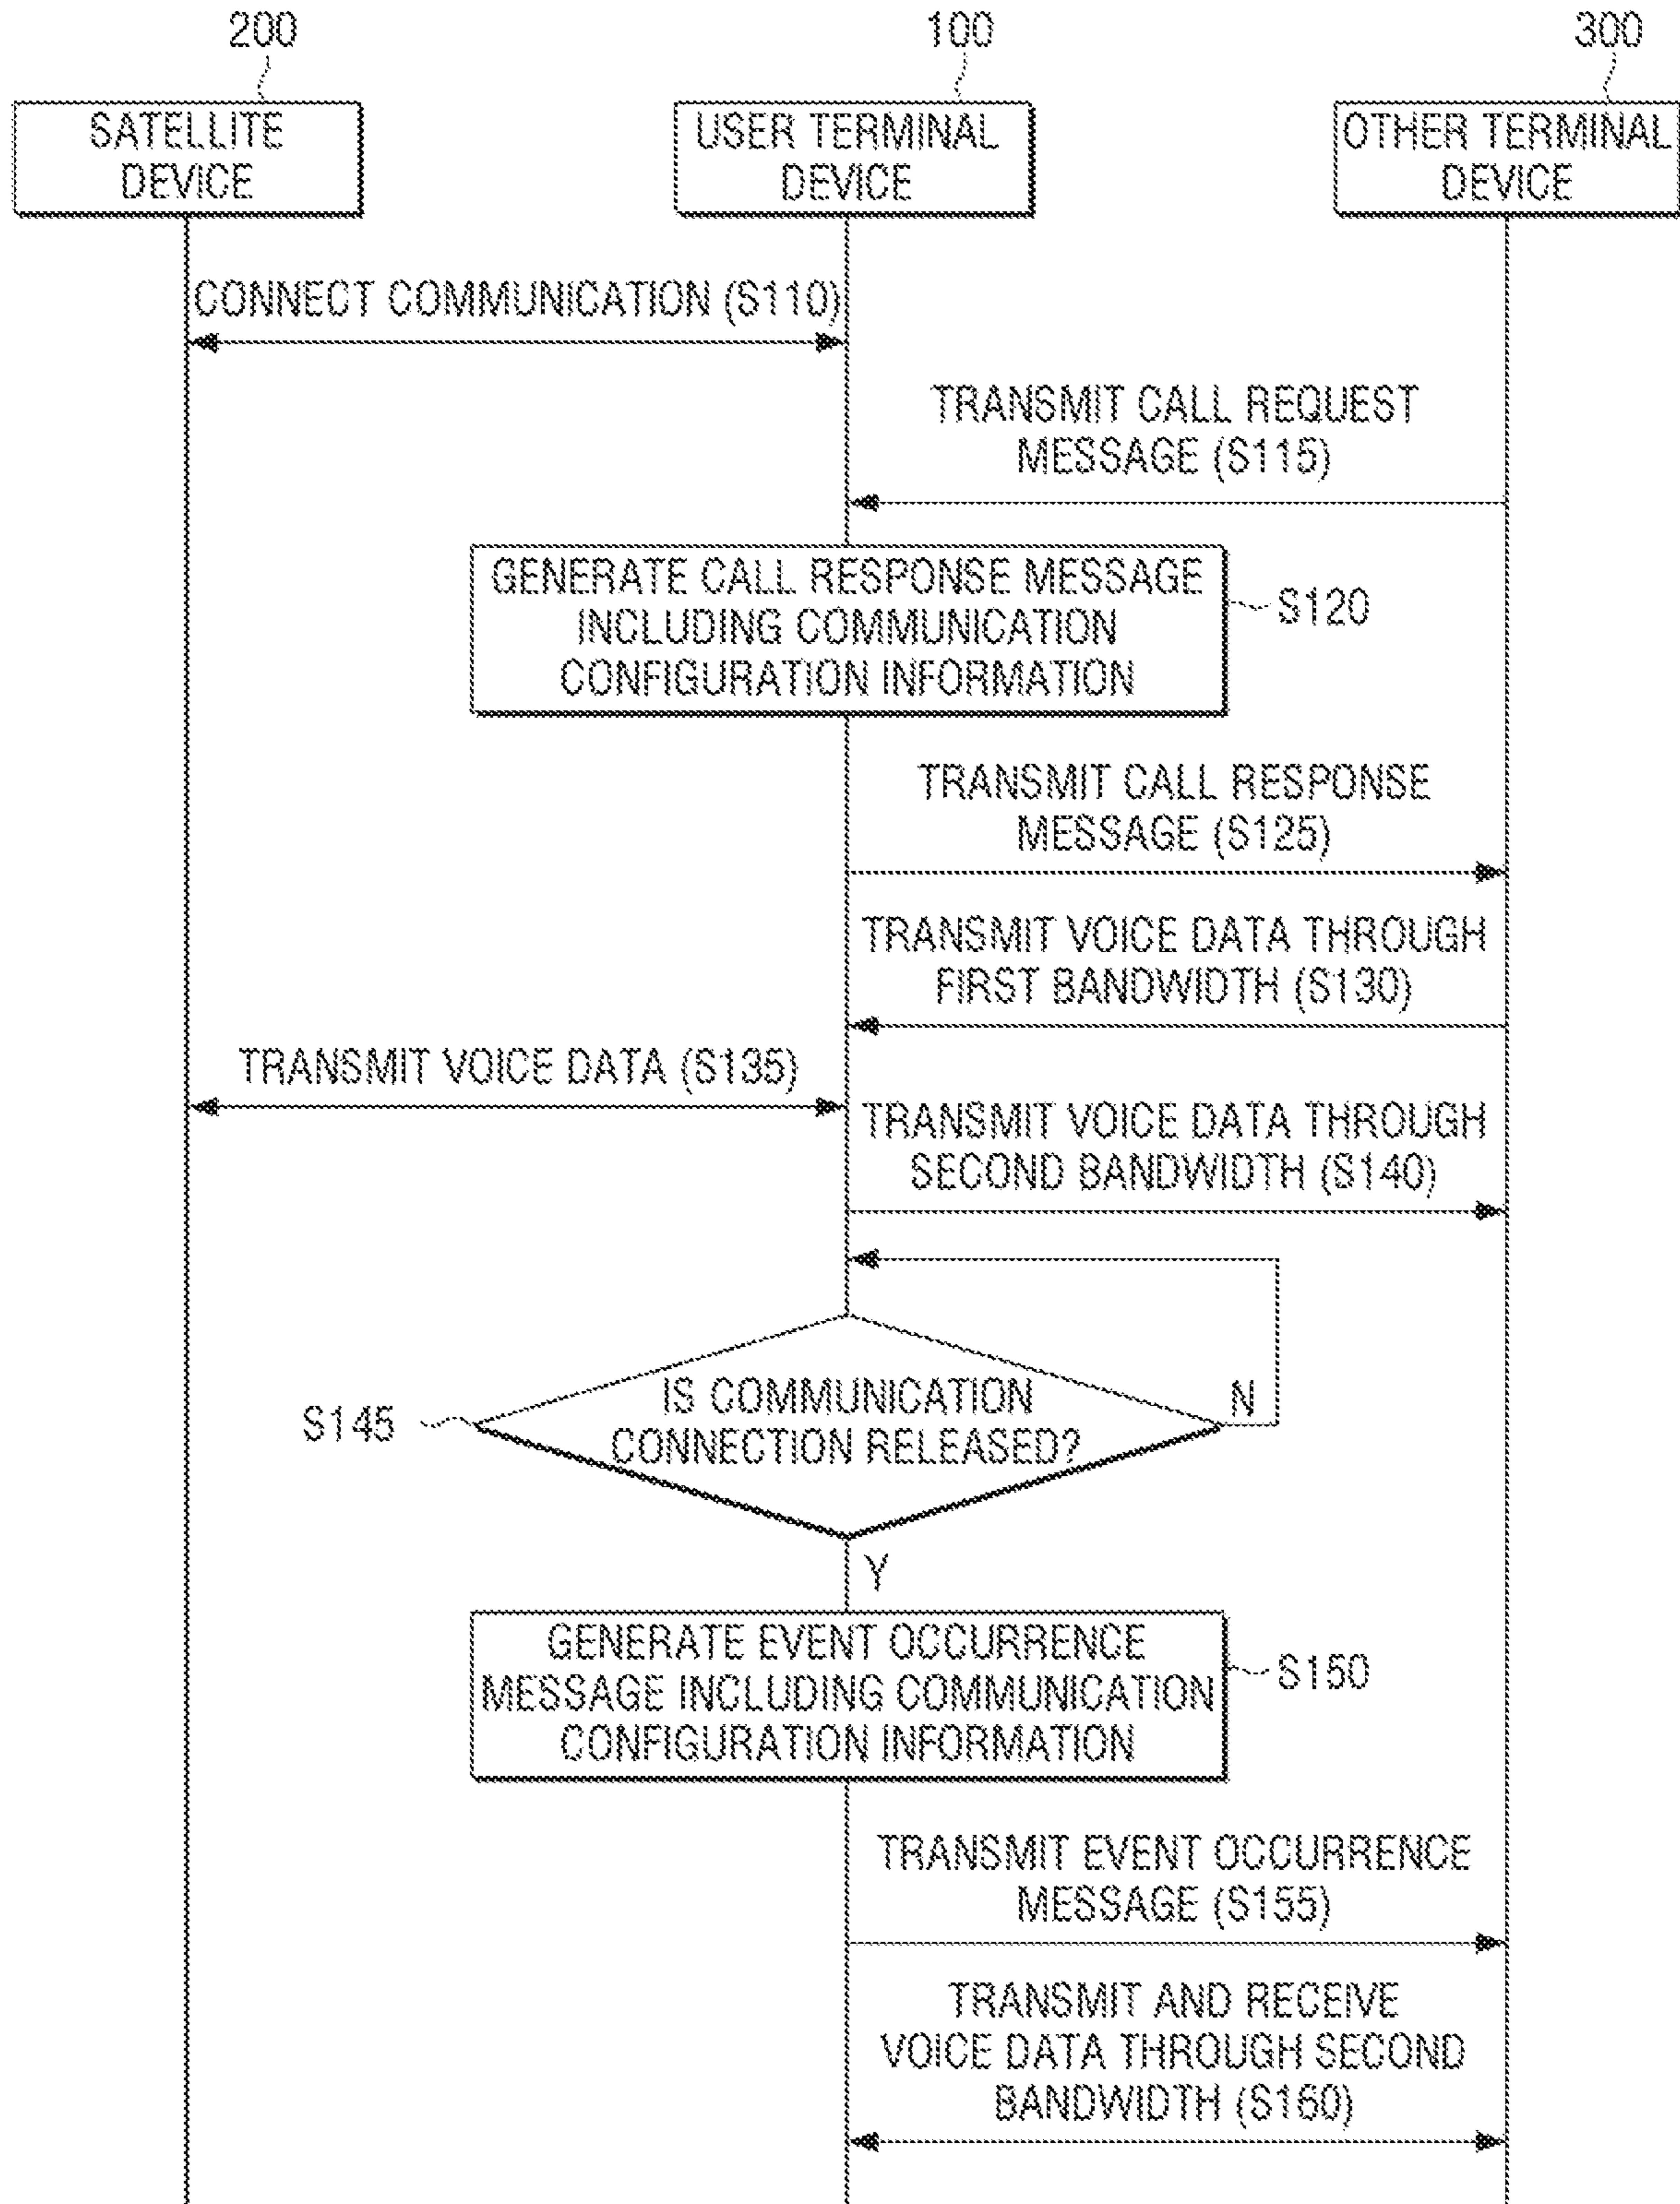 200
100
300
SATELLITE
DEVICE
USER TERMINAL
DEVICE
OTHER TERMINAL
DEVICE
CONNECT COMMUNICATION (S110)
TRANSMIT CALL REQUEST
MESSAGE (S115)
GENERATE CALL RESPONSE MESSAGE
INCLUDING COMMUNICATION
CONFIGURATION INFORMATION
S120
TRANSMIT CALL RESPONSE
MESSAGE (S125)
TRANSMIT VOICE DATA THROUGH
FIRST BANDWIDTH (S130)
TRANSMIT VOICE DATA (S135)
TRANSMIT VOICE DATA THROUGH
SECOND BANDWIDTH (S140)
S145
IS COMMUNICATION
CONNECTION RELEASED?
N
Y
GENERATE EVENT OCCURRENCE
MESSAGE INCLUDING COMMUNICATION
CONFIGURATION INFORMATION
S150
TRANSMIT EVENT OCCURRENCE
MESSAGE (S155)
TRANSMIT AND RECEIVE
VOICE DATA THROUGH SECOND
BANDWIDTH (S160)